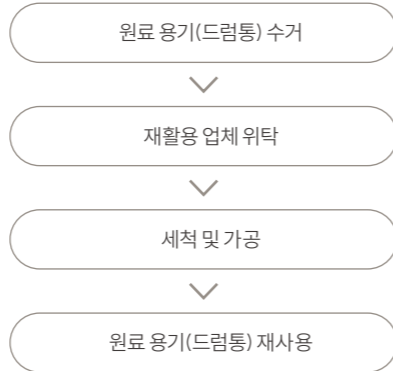 원료 용기(드럼통) 수거
재활용 업체 위탁
세척 및 가공
원료 용기(드럼통) 재사용